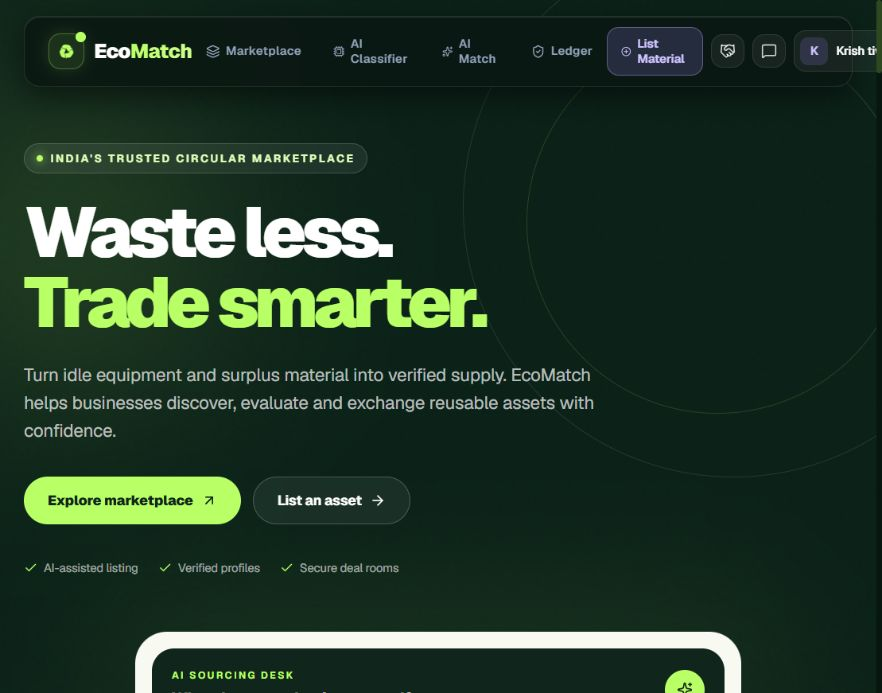 EcoMatch
Marketplace
AI
Classifier
AI
Match
Ledger
List
Material
K
Krish
INDIA'S TRUSTED CIRCULAR MARKETPLACE
Waste less.
Trade smarter.
Turn idle equipment and surplus material into verified supply. EcoMatch
helps businesses discover, evaluate and exchange reusable assets with
confidence.
Explore marketplace
List an asset
AI-assisted listing
Verified profiles
Secure deal rooms
AI SOURCING DESK